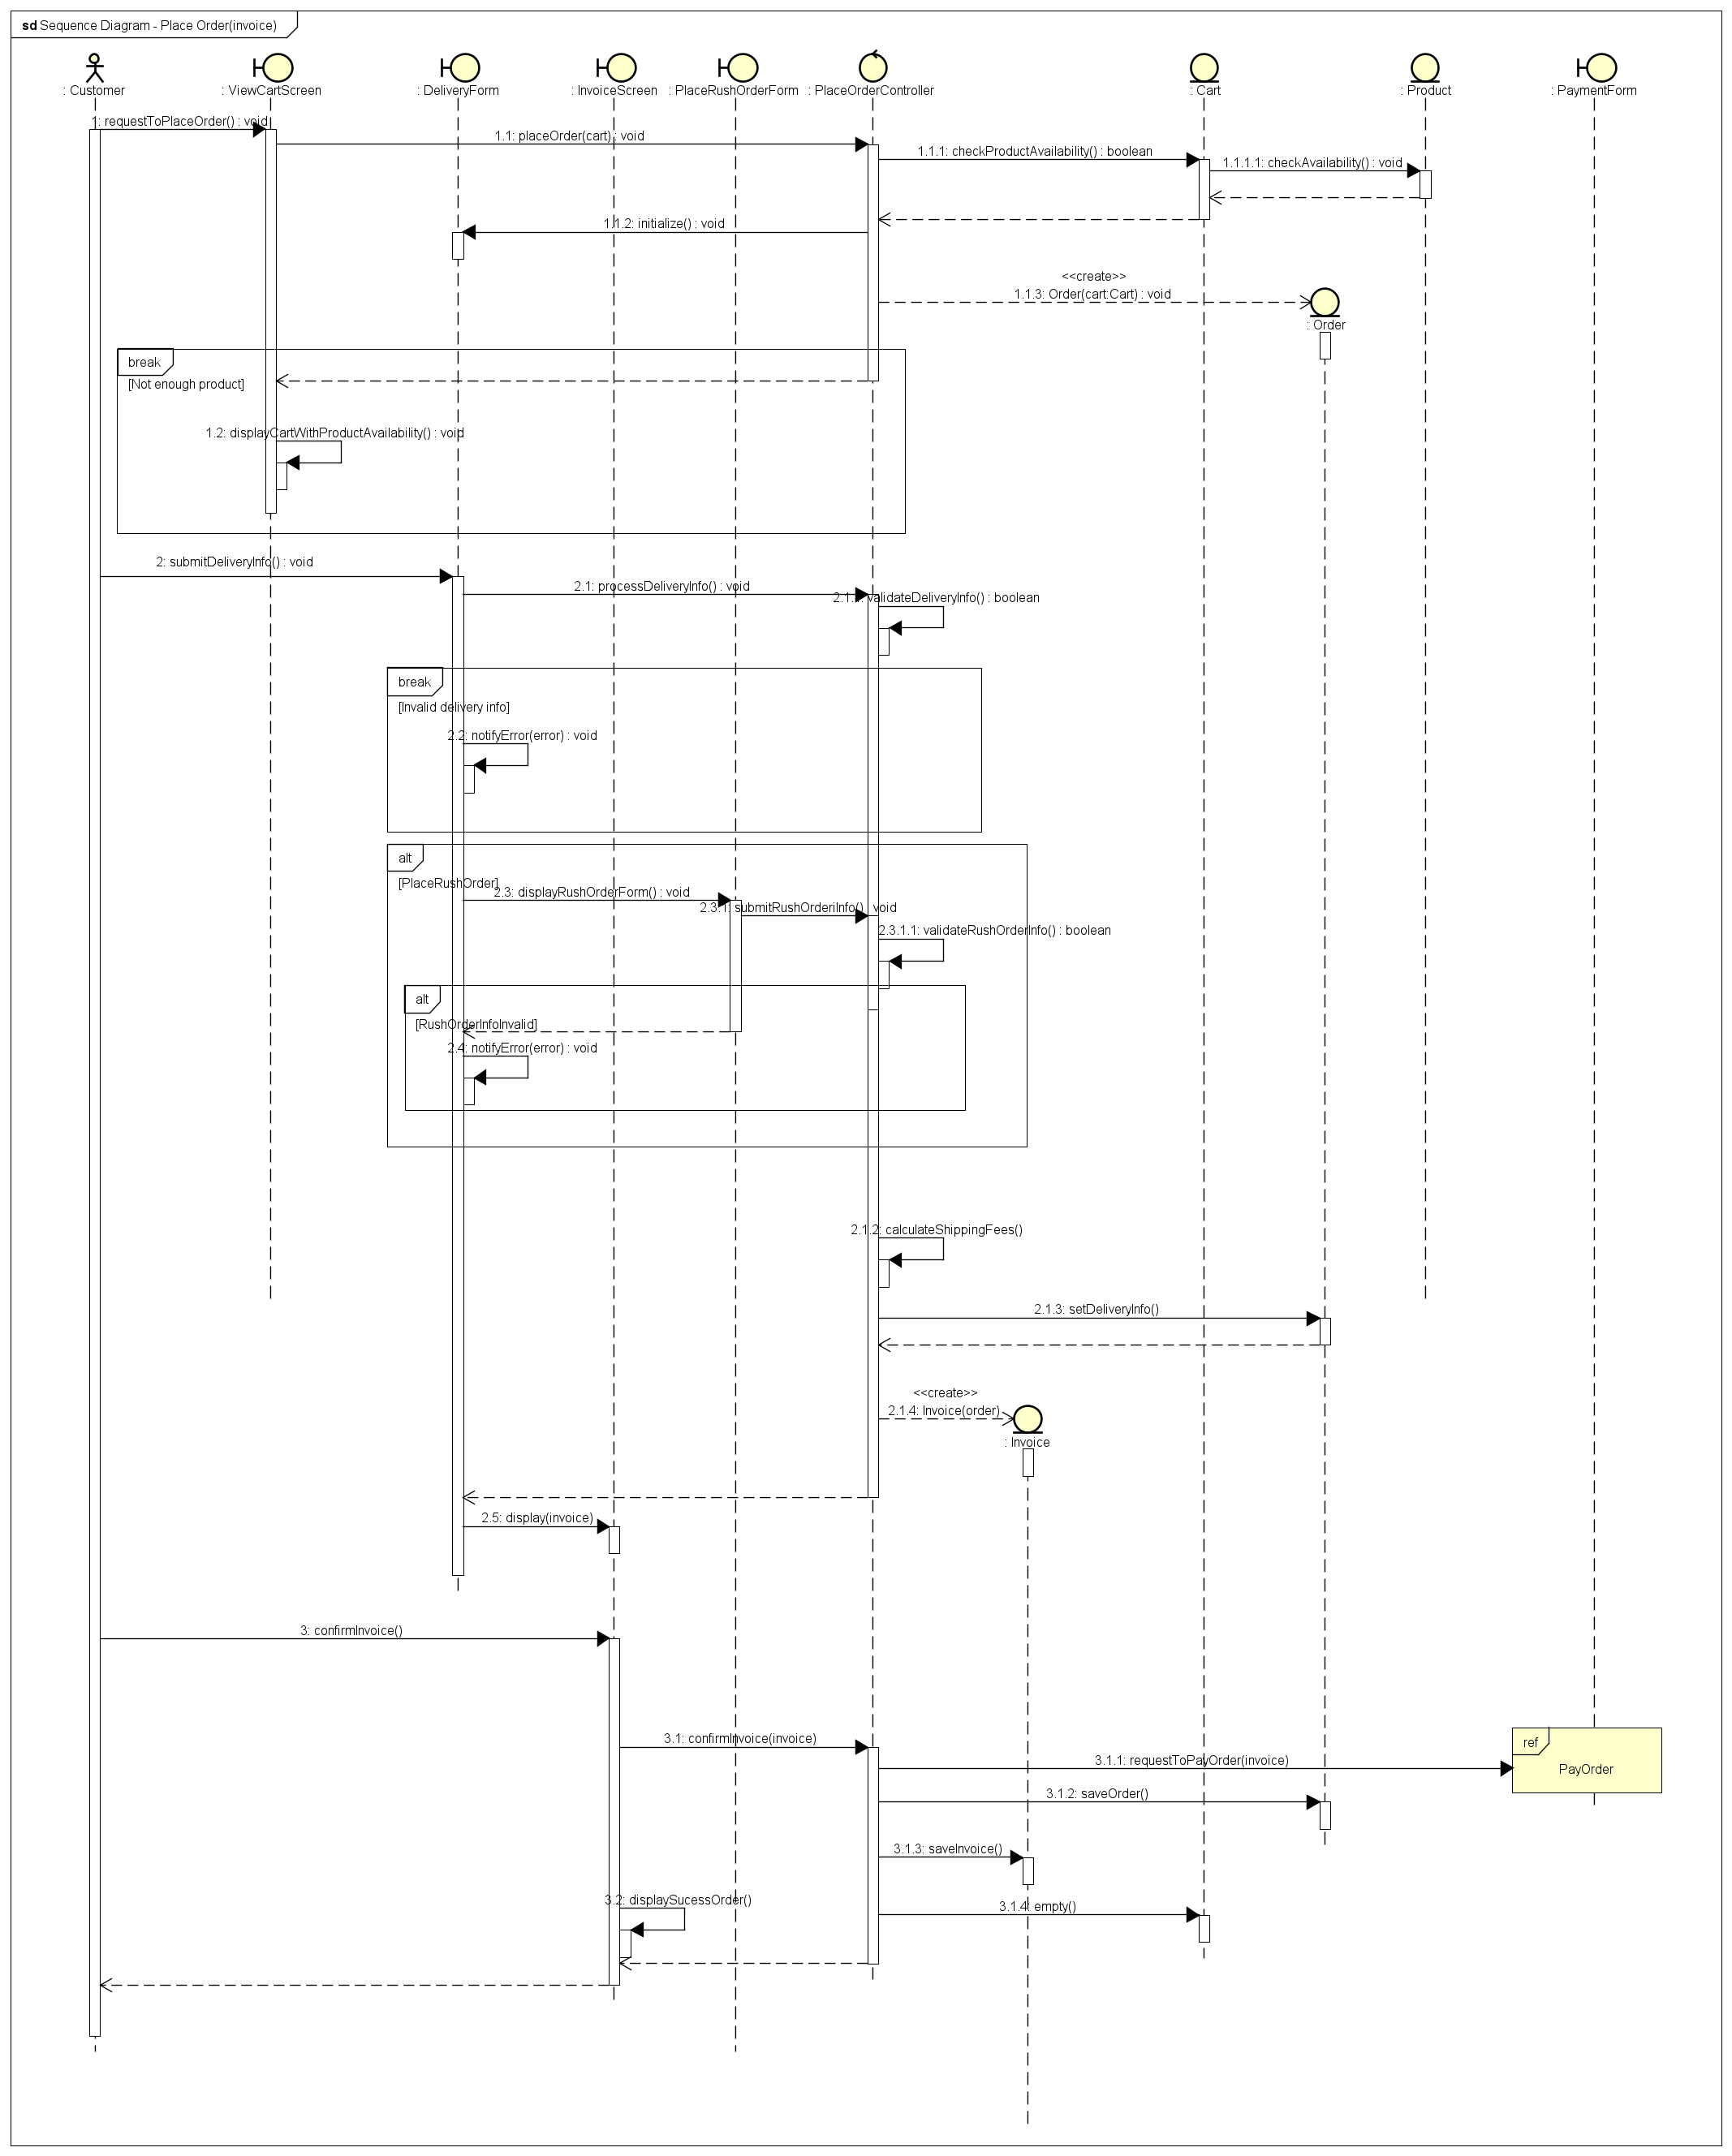 sd Sequence Diagram - Place Order(invoice)
: Customer
: ViewCartScreen
: DeliveryForm
: InvoiceScreen
: PlaceRushOrderForm
: PlaceOrderController
: Cart
: Product
: PaymentForm
1: requestToPlaceOrder() : void
1.1: placeOrder(cart) : void
1.1.1: checkProductAvailability() : boolean
1.1.1.1: checkAvailability() : void
1.1.2: initialize() : void
<<create>>
1.1.3: Order(cart:Cart) : void
: Order
break
[Not enough product]
1.2: displayCartWithProductAvailability() : void
2: submitDeliveryInfo() : void
2.1: processDeliveryInfo() : void
2.1.1: validateDeliveryInfo() : boolean
break
[Invalid delivery info]
2.2: notifyError(error) : void
alt
[PlaceRushOrder]
2.3: displayRushOrderForm() : void
2.3.1: submitRushOrderiInfo() : void
2.3.1.1: validateRushOrderInfo() : boolean
alt
[RushOrderInfoInvalid]
2.4: notifyError(error) : void
2.1.2: calculateShippingFees()
2.1.3: setDeliveryInfo()
<<create>>
2.1.4: Invoice(order)
: Invoice
2.5: display(invoice)
3: confirmInvoice()
3.1: confirmInvoice(invoice)
ref
3.1.1: requestToPayOrder(invoice)
PayOrder
3.1.2: saveOrder()
3.1.3: saveInvoice()
3.2: displaySucessOrder()
3.1.4: empty()